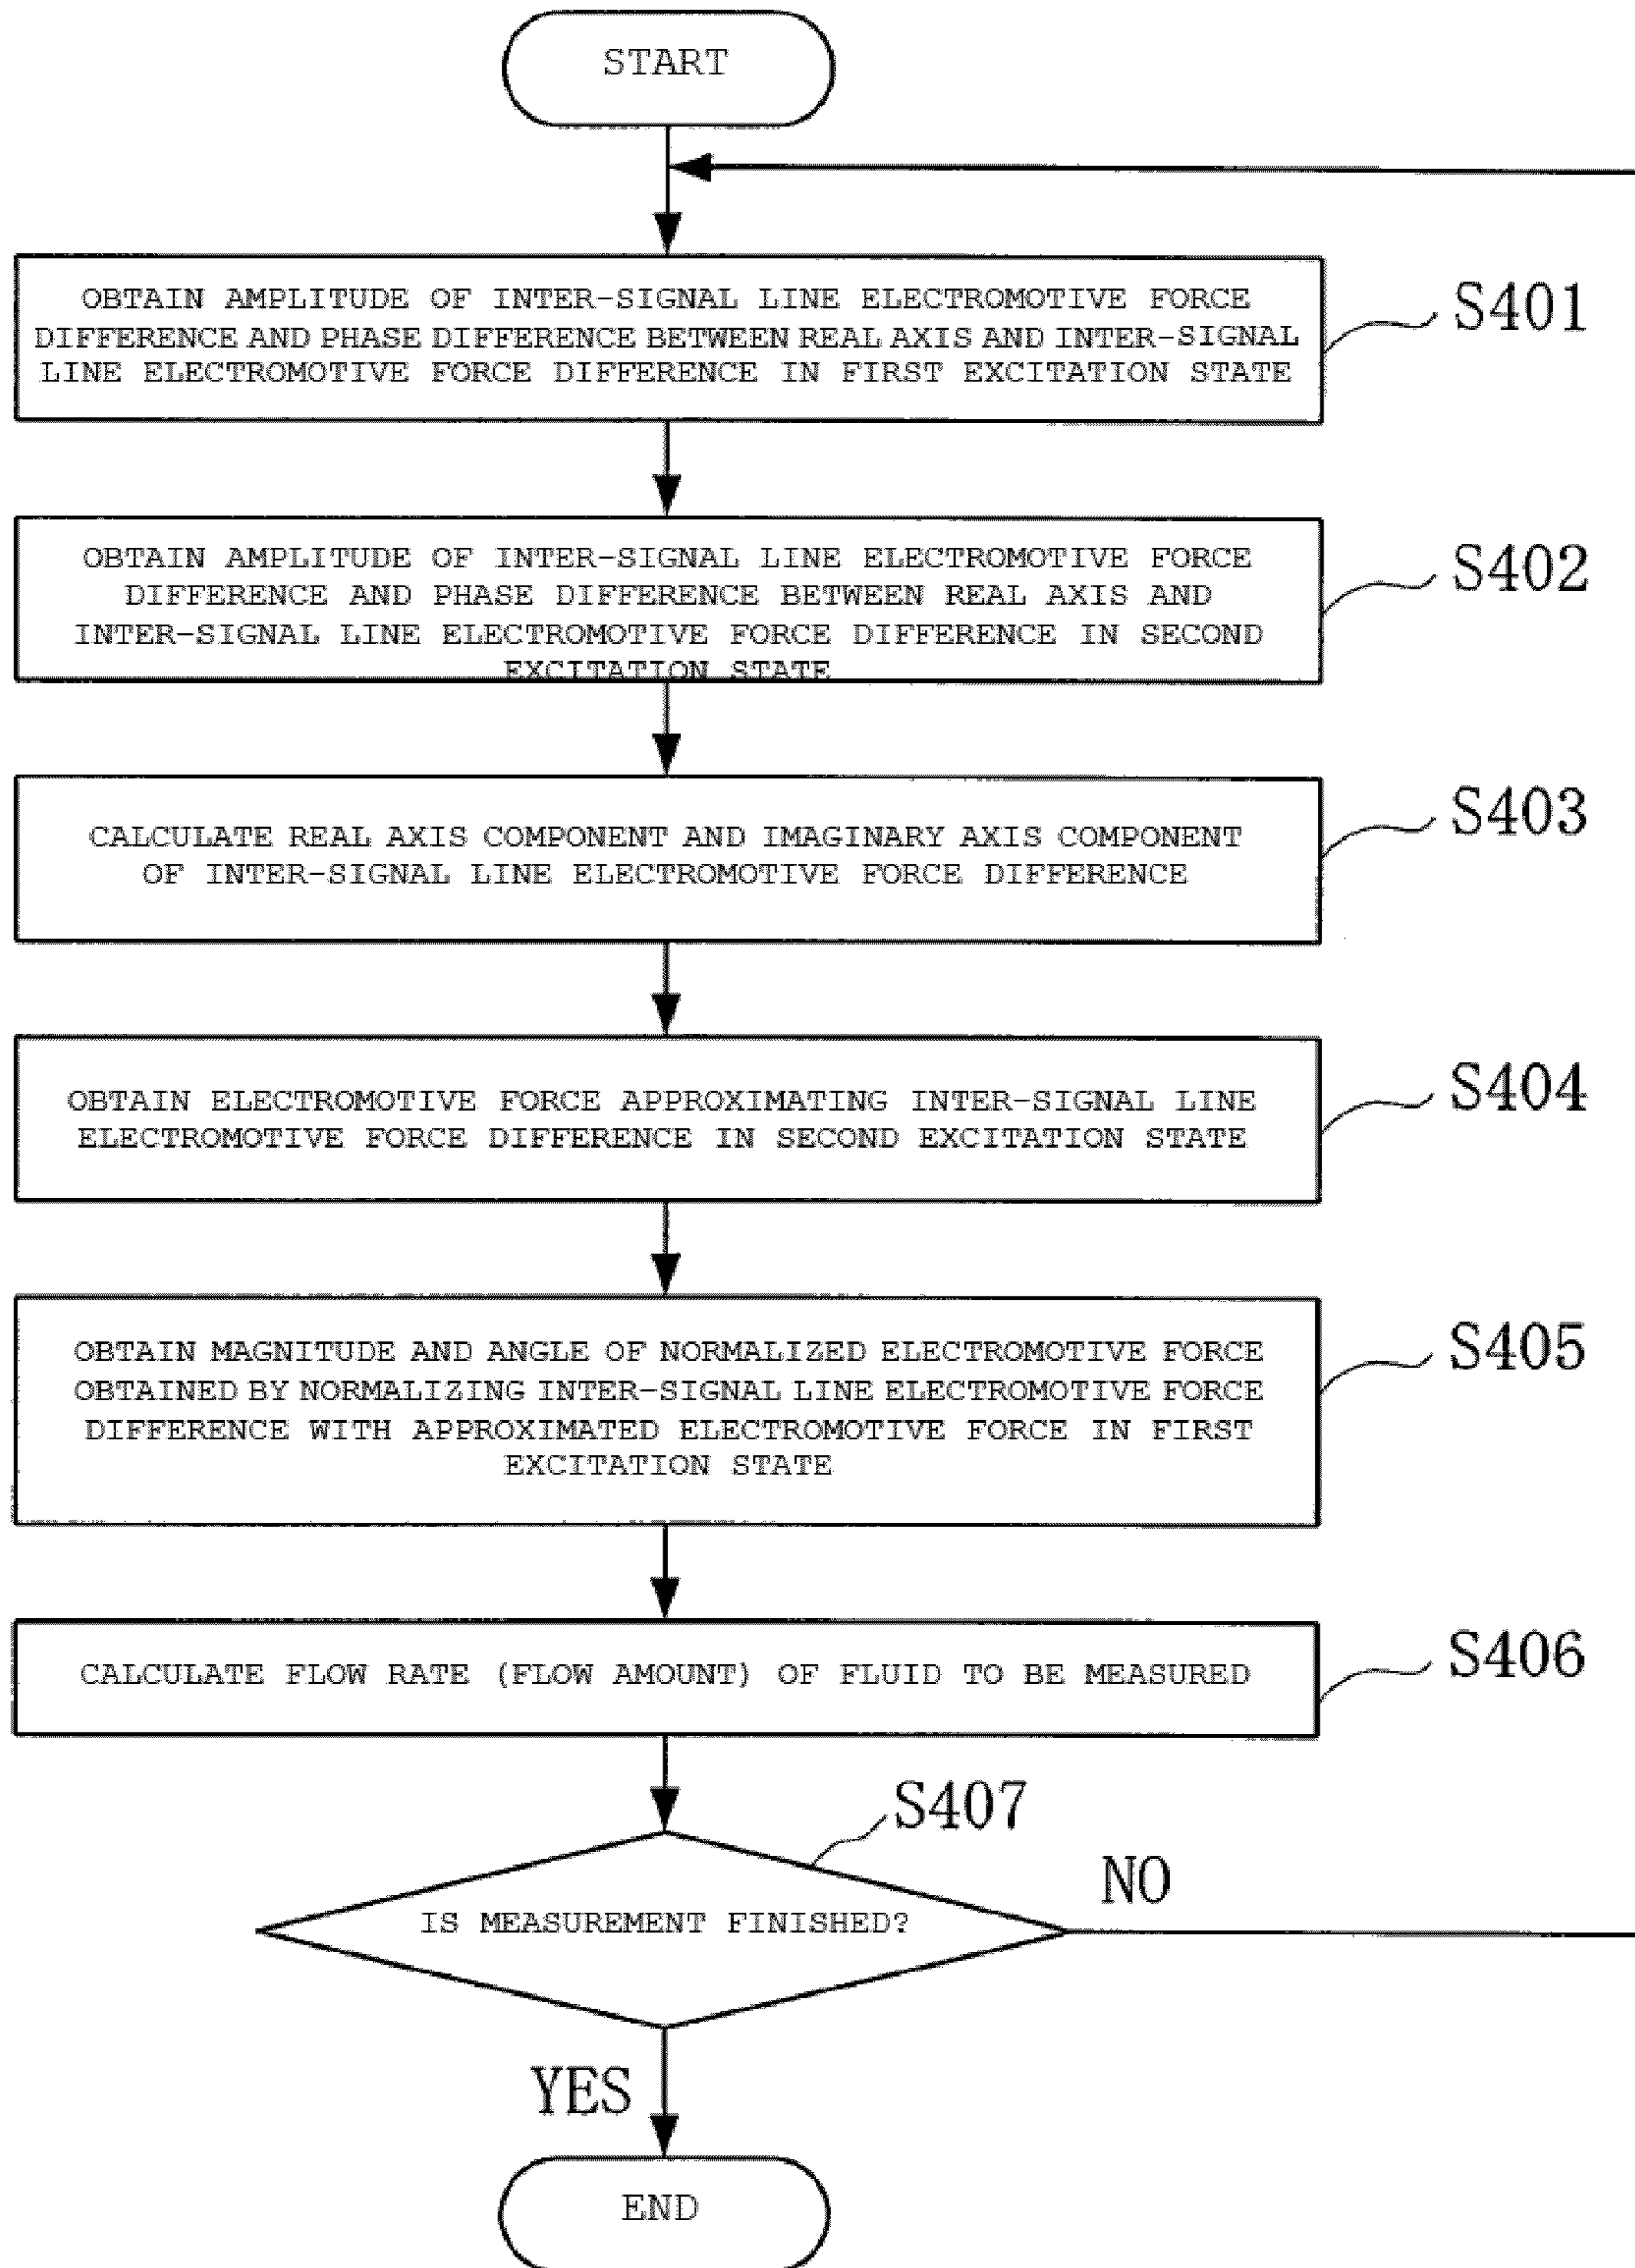 START
OBTAIN AMPLITUDE OF INTER-SIGNAL LINE ELECTROMOTIVE FORCE
DIFFERENCE AND PHASE DIFFERENCE BETWEEN REAL AXIS AND INTER-SIGNAL
LINE ELECTROMOTIVE FORCE DIFFERENCE IN FIRST EXCITATION STATE
S401
OBTAIN AMPLITUDE OF INTER-SIGNAL LINE ELECTROMOTIVE FORCE
DIFFERENCE AND PHASE DIFFERENCE BETWEEN REAL AXIS AND
INTER-SIGNAL LINE ELECTROMOTIVE FORCE DIFFERENCE IN SECOND
EXCITATION STATE
S402
CALCULATE REAL AXIS COMPONENT AND IMAGINARY AXIS COMPONENT
OF INTER-SIGNAL LINE ELECTROMOTIVE FORCE DIFFERENCE
S403
OBTAIN ELECTROMOTIVE FORCE APPROXIMATING INTER-SIGNAL LINE
ELECTROMOTIVE FORCE DIFFERENCE IN SECOND EXCITATION STATE
S404
OBTAIN MAGNITUDE AND ANGLE OF NORMALIZED ELECTROMOTIVE FORCE
OBTAINED BY NORMALIZING INTER-SIGNAL LINE ELECTROMOTIVE FORCE
DIFFERENCE WITH APPROXIMATED ELECTROMOTIVE FORCE IN FIRST
EXCITATION STATE
S405
CALCULATE FLOW RATE (FLOW AMOUNT) OF FLUID TO BE MEASURED
S406
S407
IS MEASUREMENT FINISHED?
NO
YES
END